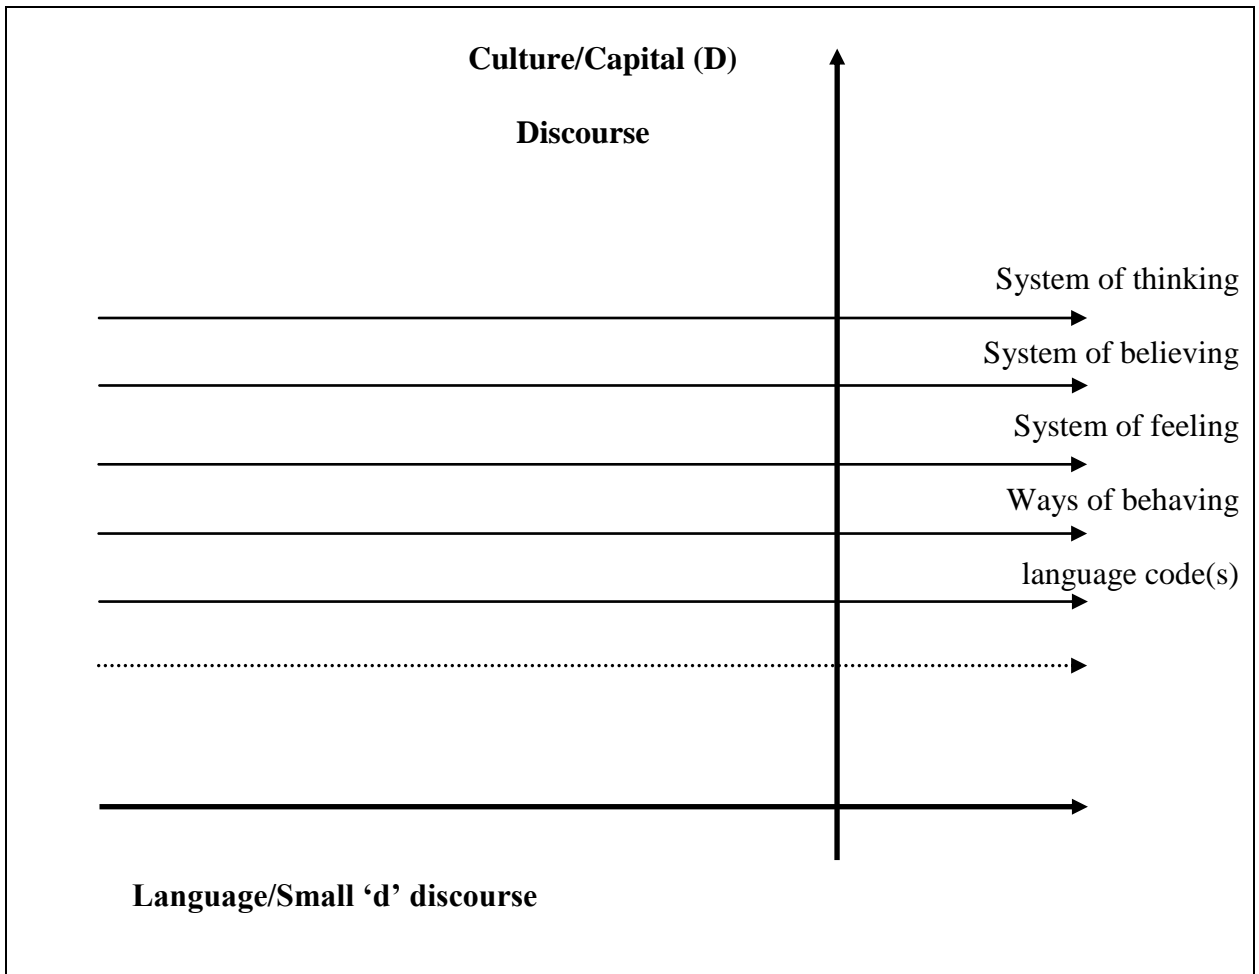 Culture/Capital (D)
Discourse
System of thinking
System of believing
System of feeling
Ways of behaving
language code(s)
Language/Small ‘d’ discourse